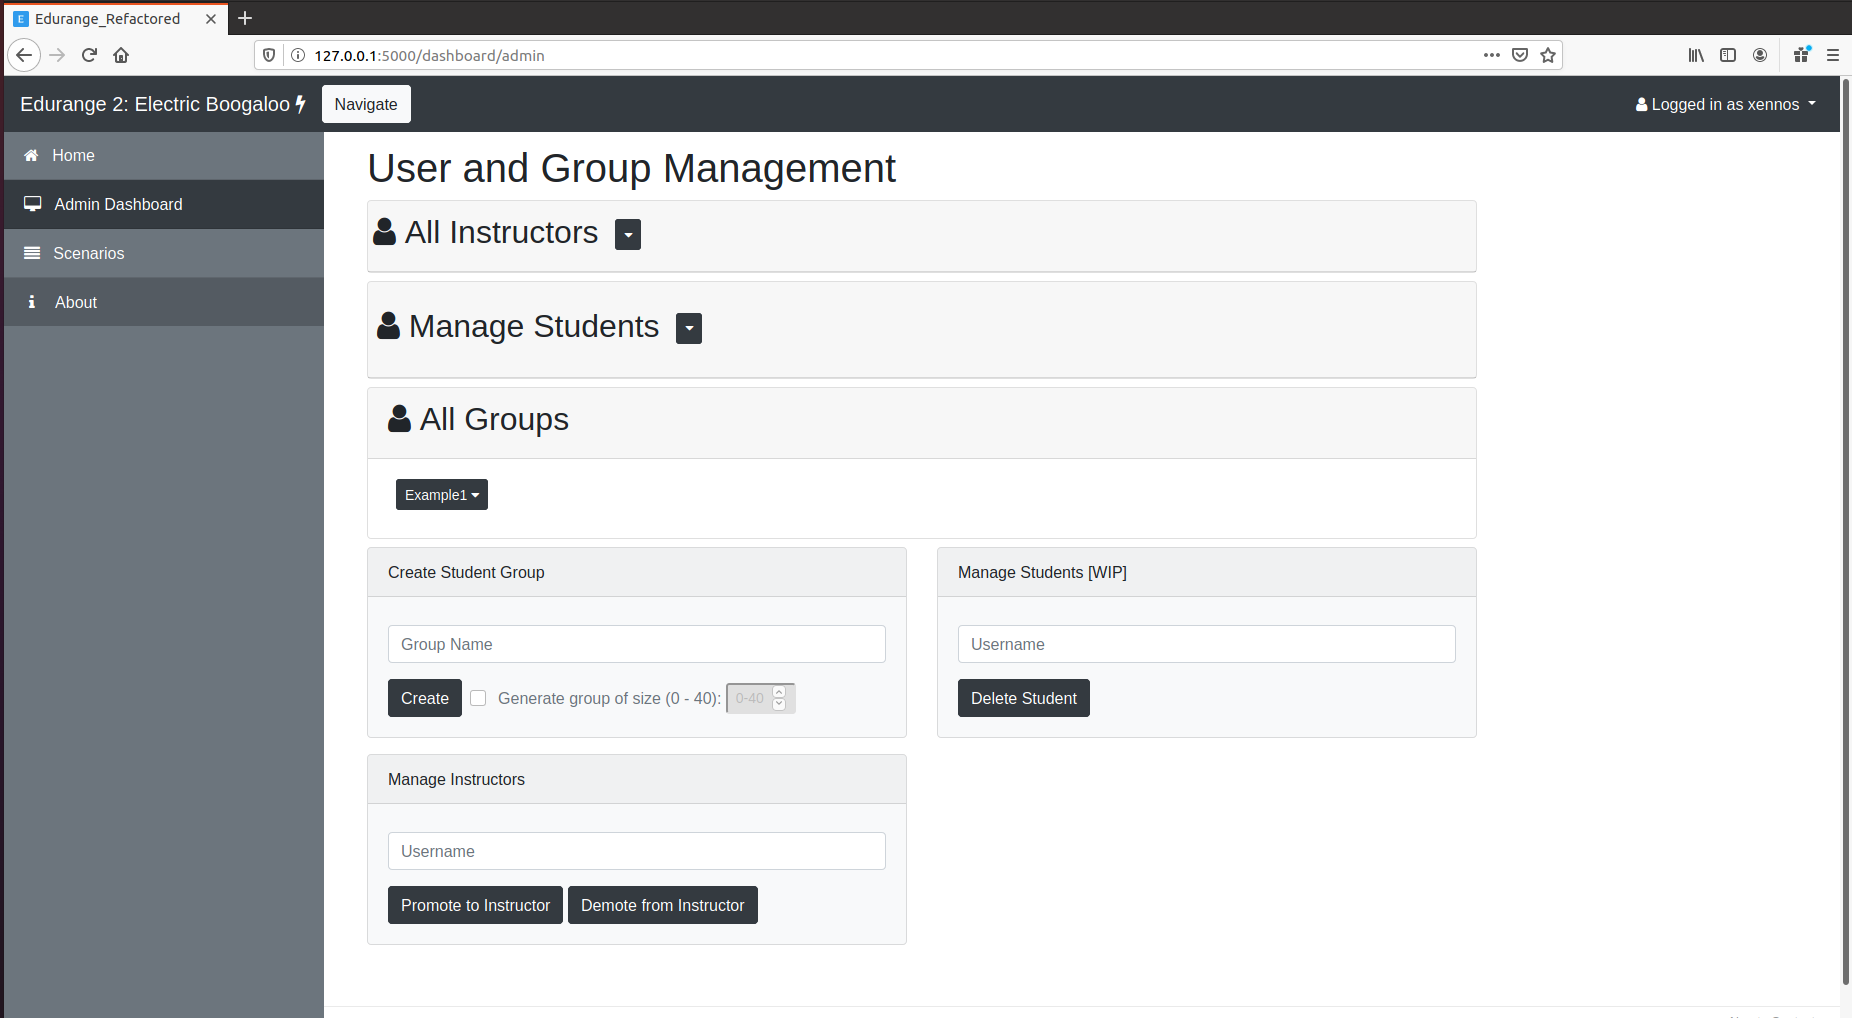 Edurange_Refactored
127.0.0.1:5000/dashboard/admin
Edurange 2: Electric Boogaloo
Navigate
Logged in as xennos
Home
Admin Dashboard
Scenarios
About
User and Group Management
All Instructors
Manage Students
All Groups
Example1
Create Student Group
Group Name
Create
Generate group of size (0 - 40):
0-40
Manage Students [WIP]
Username
Delete Student
Manage Instructors
Username
Promote to Instructor
Demote from Instructor